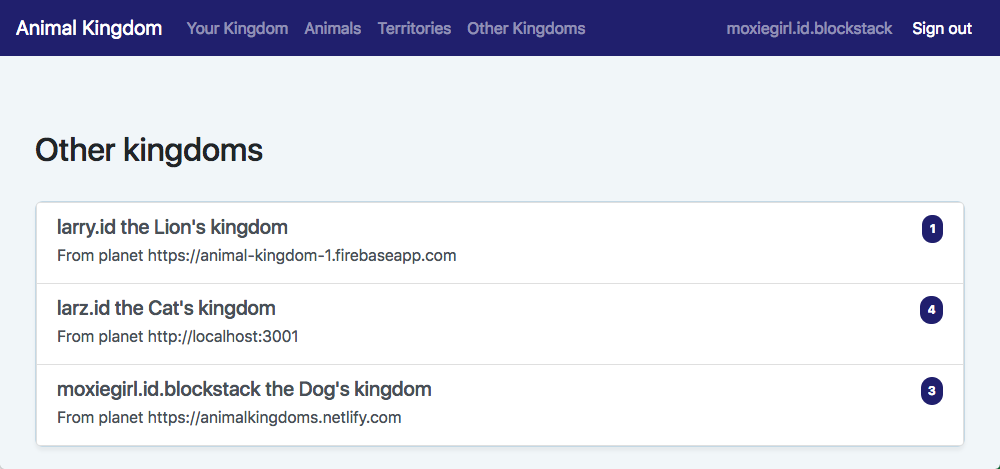 Animal Kingdom Your Kingdom Animals Territories Other Kingdoms moxiegirl.id.blockstack Sign out
Other kingdoms
larry.id the Lion's kingdom 1
From planet https://animal-kingdom-1.firebaseapp.com
larz.id the Cat's kingdom 4
From planet http://localhost:3001
moxiegirl.id.blockstack the Dog's kingdom 3
From planet https://animalkingdoms.netlify.com